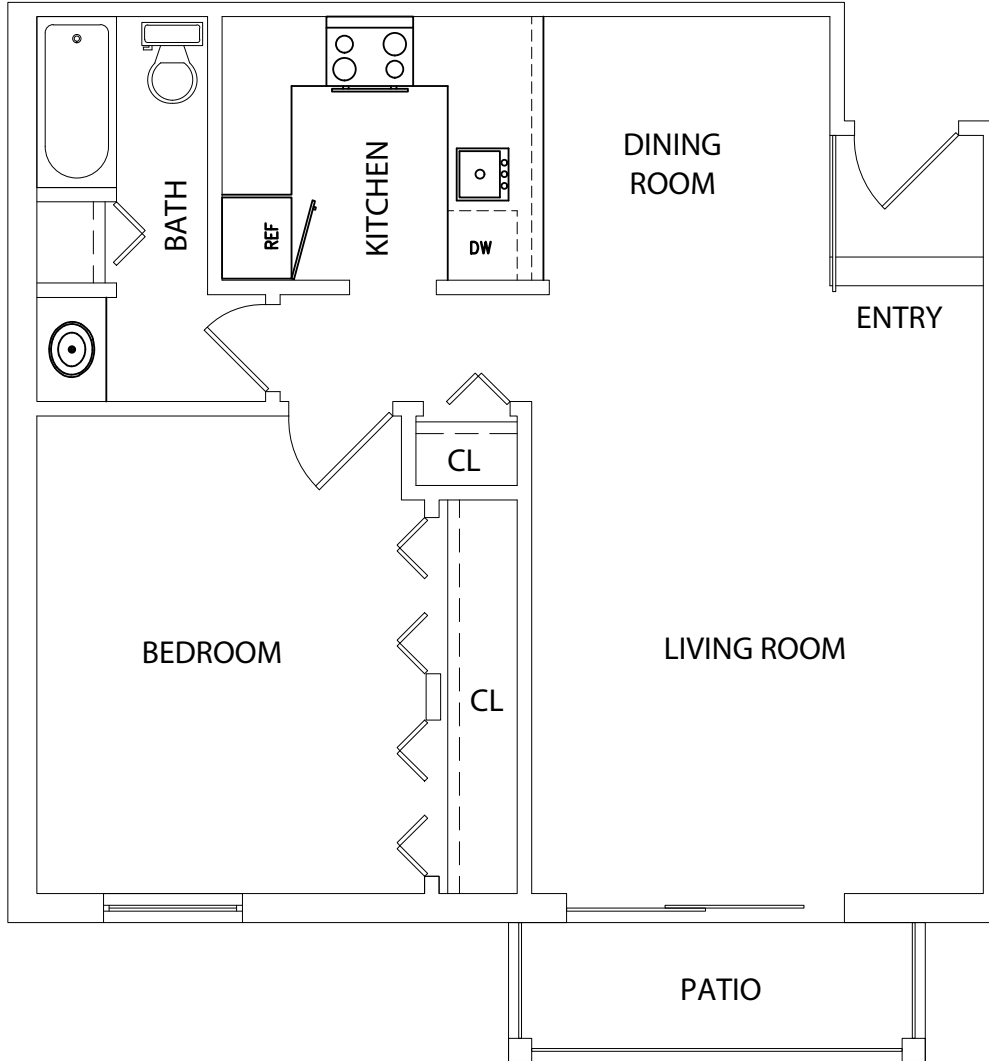 DINING
ROOM
BATH
KITCHEN
REF
DW
ENTRY
CL
BEDROOM
LIVING ROOM
CL
PATIO